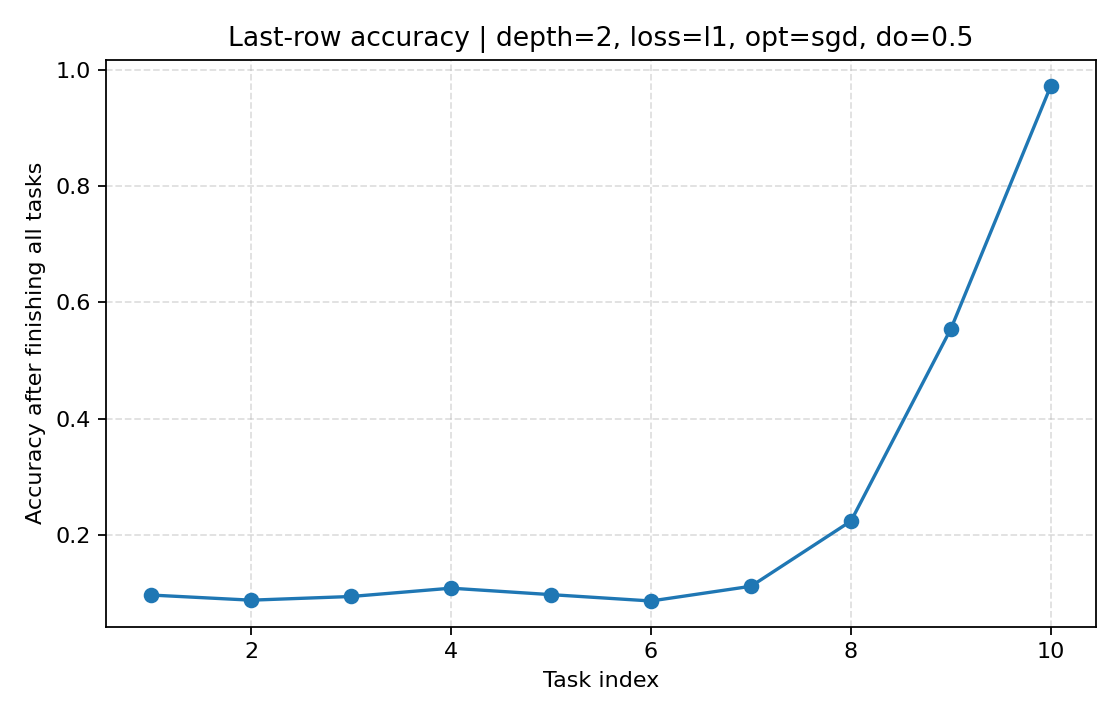 Last-row accuracy | depth=2, loss=l1, opt=sgd, do=0.5
Accuracy after finishing all tasks
1.0
0.8
0.6
0.4
0.2
2 4 6 8 10
Task index